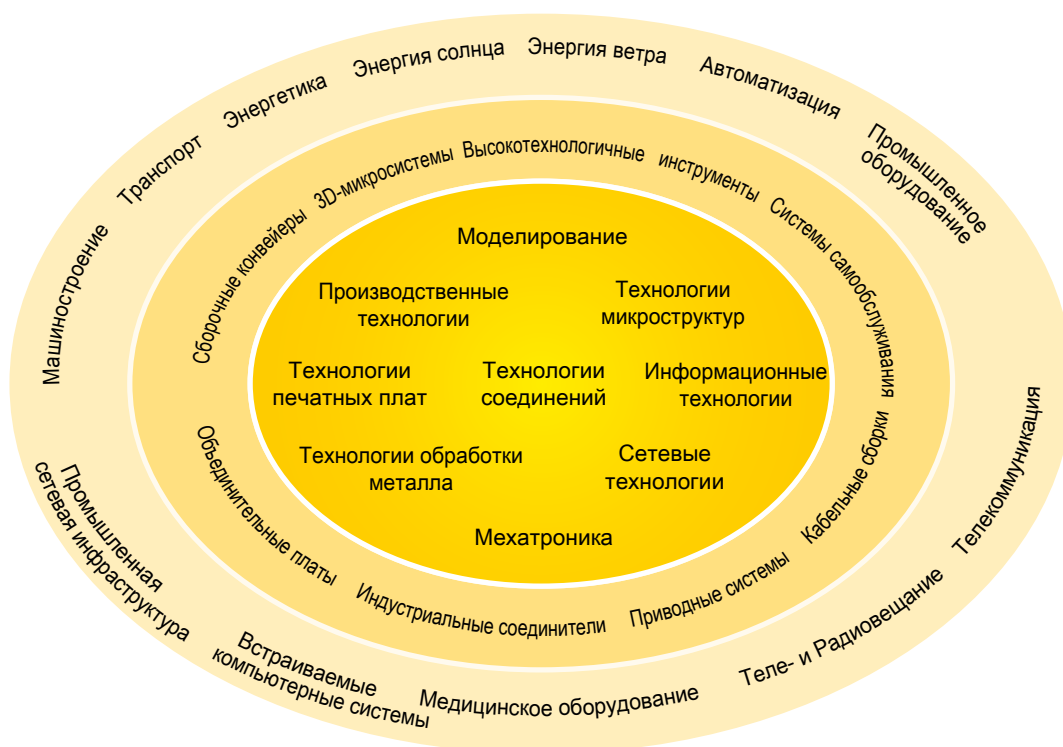 Машиностроение
Транспорт
Энергетика
Энергия солнца
Энергия ветра
Автоматизация
Промышленное
оборудование
Телекоммуникация
Теле- и Радиовещание
Медицинское оборудование
Встраиваемые
компьютерные системы
Промышленная
сетевая инфраструктура
Сборочные конвейеры
3D-микросистемы
Высокотехнологичные инструменты
Системы самообслуживания
Кабельные сборки
Приводные системы
Индустриальные соединители
Объединительные платы
Моделирование
Производственные
технологии
Технологии
микроструктур
Технологии
печатных плат
Технологии
соединений
Информационные
технологии
Технологии обработки
металла
Сетевые
технологии
Мехатроника